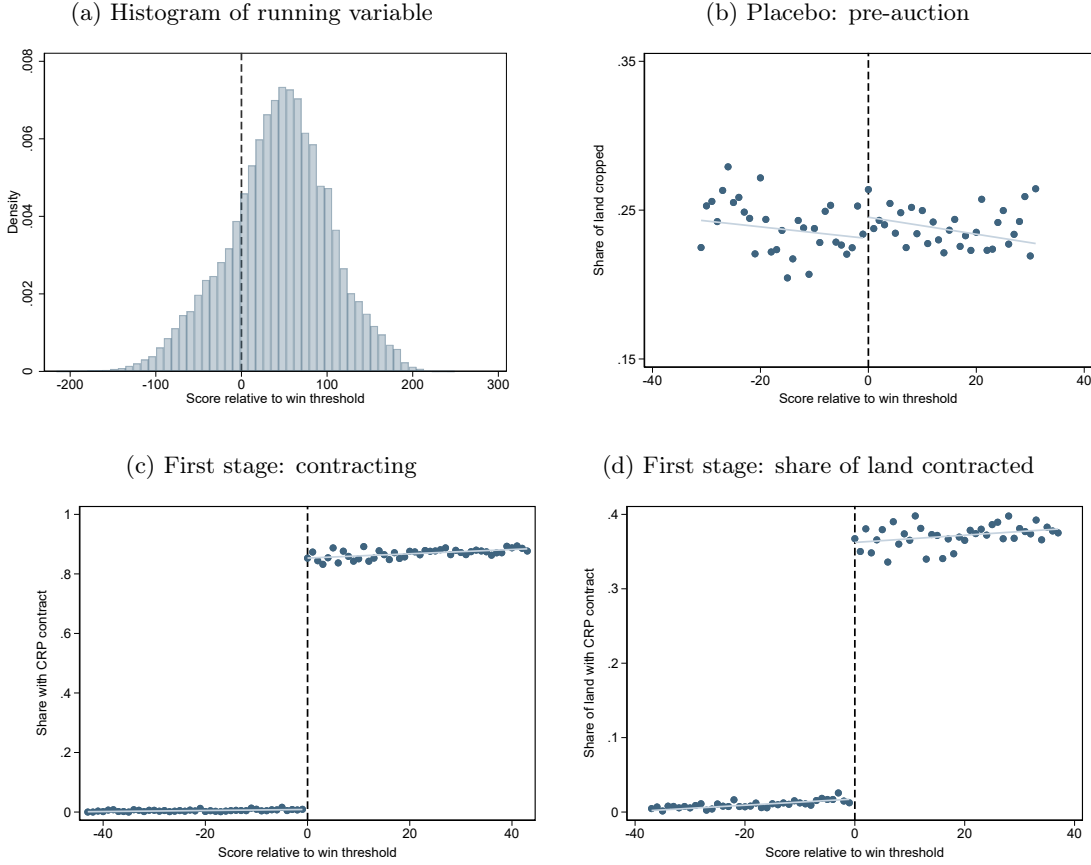 (a) Histogram of running variable
.008
.006
.004
.002
0
Density
-200 -100 0 100 200 300
Score relative to win threshold
(b) Placebo: pre-auction
.35
.25
.15
Share of land cropped
-40 -20 0 20 40
Score relative to win threshold
(c) First stage: contracting
1
.8
.6
.4
.2
0
Share with CRP contract
-40 -20 0 20 40
Score relative to win threshold
(d) First stage: share of land contracted
.4
.3
.2
.1
0
Share of land with CRP contract
-40 -20 0 20 40
Score relative to win threshold